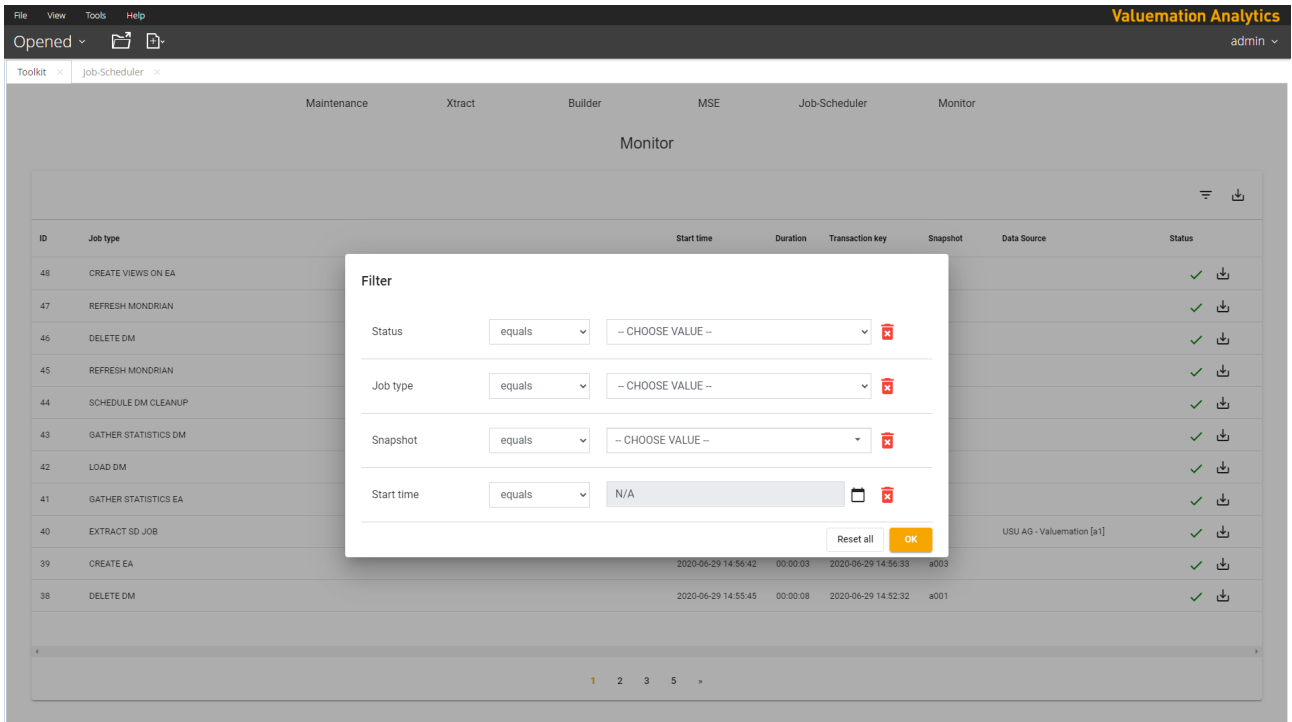 File View Tools Help Valuemation Analytics
Opened admin
Toolkit × Job-Scheduler ×
Maintenance Xtract Builder MSE Job-Scheduler Monitor
Monitor
ID Job type Start time Duration Transaction key Snapshot Data Source Status
48 CREATE VIEWS ON EA
Filter
47 REFRESH MONDRIAN
Status equals -- CHOOSE VALUE --
46 DELETE DM
45 REFRESH MONDRIAN
Job type equals -- CHOOSE VALUE --
44 SCHEDULE DM CLEANUP
43 GATHER STATISTICS DM
Snapshot equals -- CHOOSE VALUE --
42 LOAD DM
Start time equals N/A
41 GATHER STATISTICS EA
40 EXTRACT SD JOB USU AG - Valuemation [a1]
Reset all OK
39 CREATE EA 2020-06-29 14:56:42 00:00:03 2020-06-29 14:56:33 a003
38 DELETE DM 2020-06-29 14:55:45 00:00:08 2020-06-29 14:52:32 a001
1 2 3 5 »